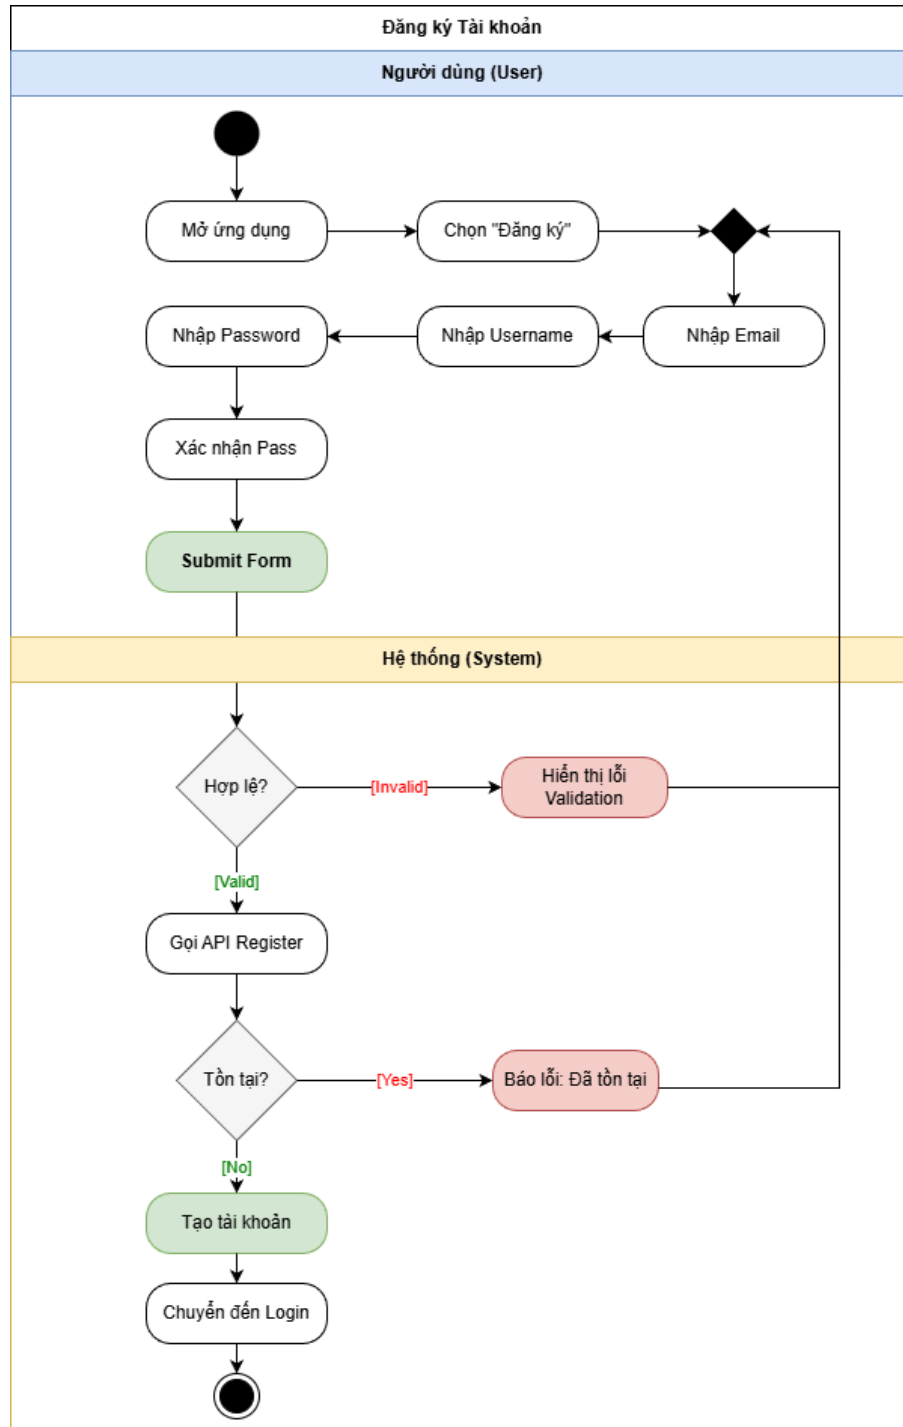 Đăng ký Tài khoản
Người dùng (User)
Mở ứng dụng
Chọn "Đăng ký"
Nhập Password
Nhập Username
Nhập Email
Xác nhận Pass
Submit Form
Hệ thống (System)
Hợp lệ?
[Invalid]
Hiển thị lỗi
Validation
[Valid]
Gọi API Register
Tồn tại?
[Yes]
Báo lỗi: Đã tồn tại
[No]
Tạo tài khoản
Chuyển đến Login